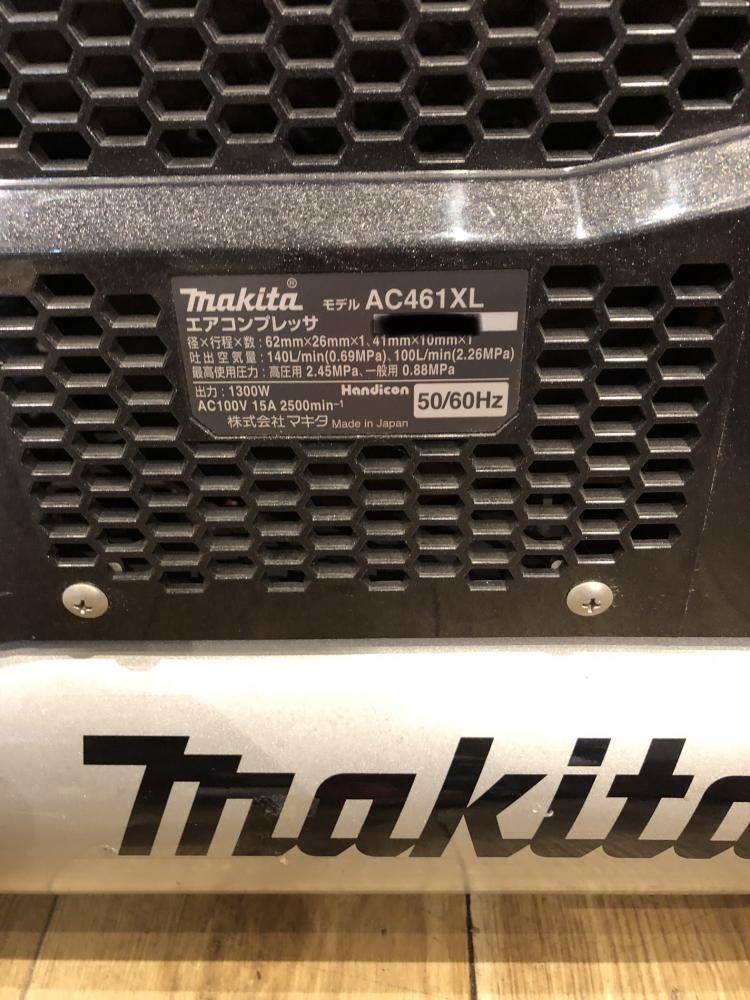 makita® モデル AC461XL
エアコンプレッサ
径×行程×数：62mm×26mm×1、41mm×10mm×1
吐出空気量：140L/min(0.69MPa)、100L/min(2.26MPa)
最高使用圧力：高圧用 2.45MPa、一般用 0.88MPa
出力：1300W Handicon 50/60Hz
AC100V 15A 2500min⁻¹
株式会社マキタ Made in Japan
makita